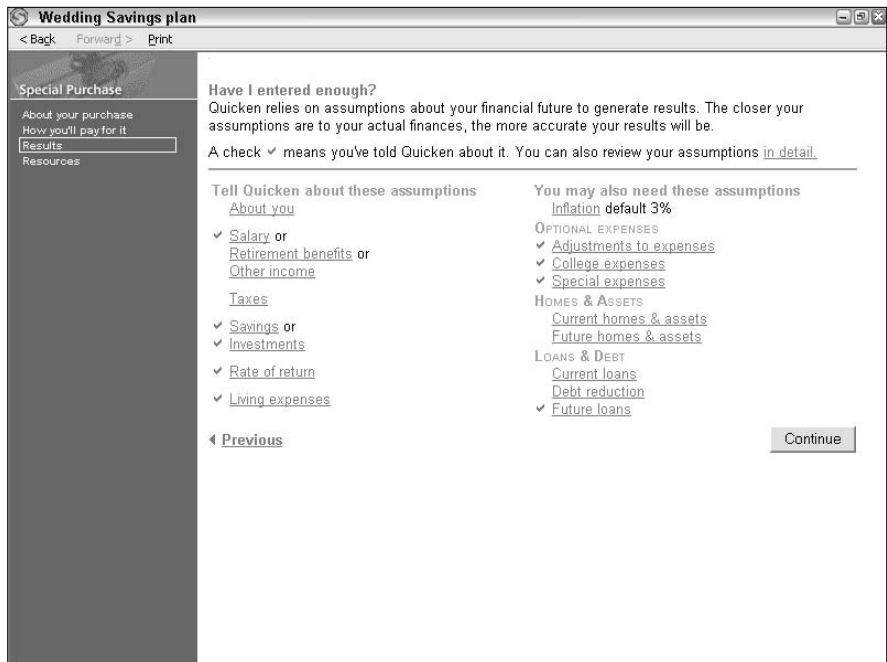 Wedding Savings plan
< Back Forward > Print
Special Purchase
About your purchase
How you'll pay for it
Results
Resources
Have I entered enough?
Quicken relies on assumptions about your financial future to generate results. The closer your
assumptions are to your actual finances, the more accurate your results will be.
A check ✓ means you've told Quicken about it. You can also review your assumptions in detail.
Tell Quicken about these assumptions
About you
✓ Salary or
Retirement benefits or
Other income
Taxes
✓ Savings or
✓ Investments
✓ Rate of return
✓ Living expenses
You may also need these assumptions
Inflation default 3%
OPTIONAL EXPENSES
✓ Adjustments to expenses
✓ College expenses
✓ Special expenses
HOMES & ASSETS
Current homes & assets
Future homes & assets
LOANS & DEBT
Current loans
Debt reduction
✓ Future loans
Previous
Continue